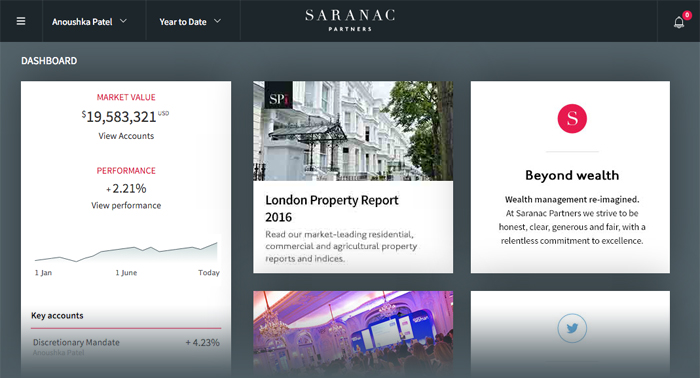 Anoushka Patel
Year to Date
SARANAC
PARTNERS
0
DASHBOARD
MARKET VALUE
$19,583,321 USD
View Accounts
PERFORMANCE
+2.21%
View performance
1 Jan 1 June Today
Key accounts
Discretionary Mandate + 4.23%
Anoushka Patel
SPi
London Property Report
2016
Read our market-leading residential,
commercial and agricultural property
reports and indices.
S
Beyond wealth
Wealth management re-imagined.
At Saranac Partners we strive to be
honest, clear, generous and fair, with a
relentless commitment to excellence.